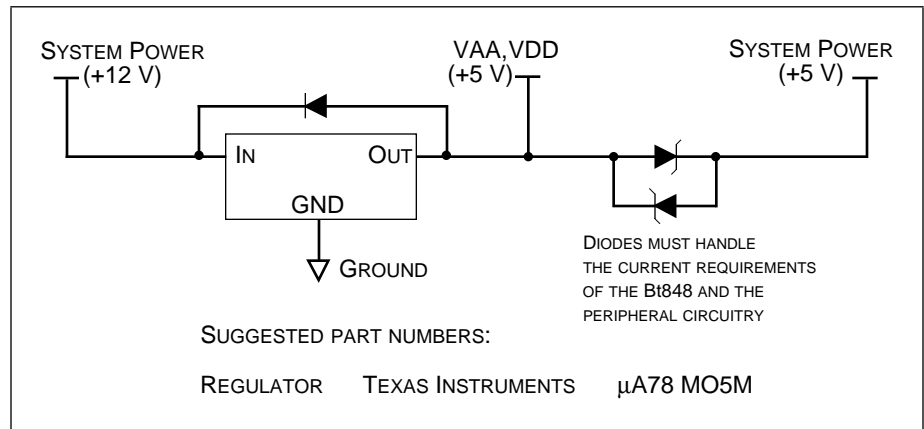 SYSTEM POWER
(+12 V)
VAA,VDD
(+5 V)
SYSTEM POWER
(+5 V)
IN
OUT
GND
GROUND
DIODES MUST HANDLE
THE CURRENT REQUIREMENTS
OF THE Bt848 AND THE
PERIPHERAL CIRCUITRY
SUGGESTED PART NUMBERS:
REGULATOR TEXAS INSTRUMENTS µA78 MO5M